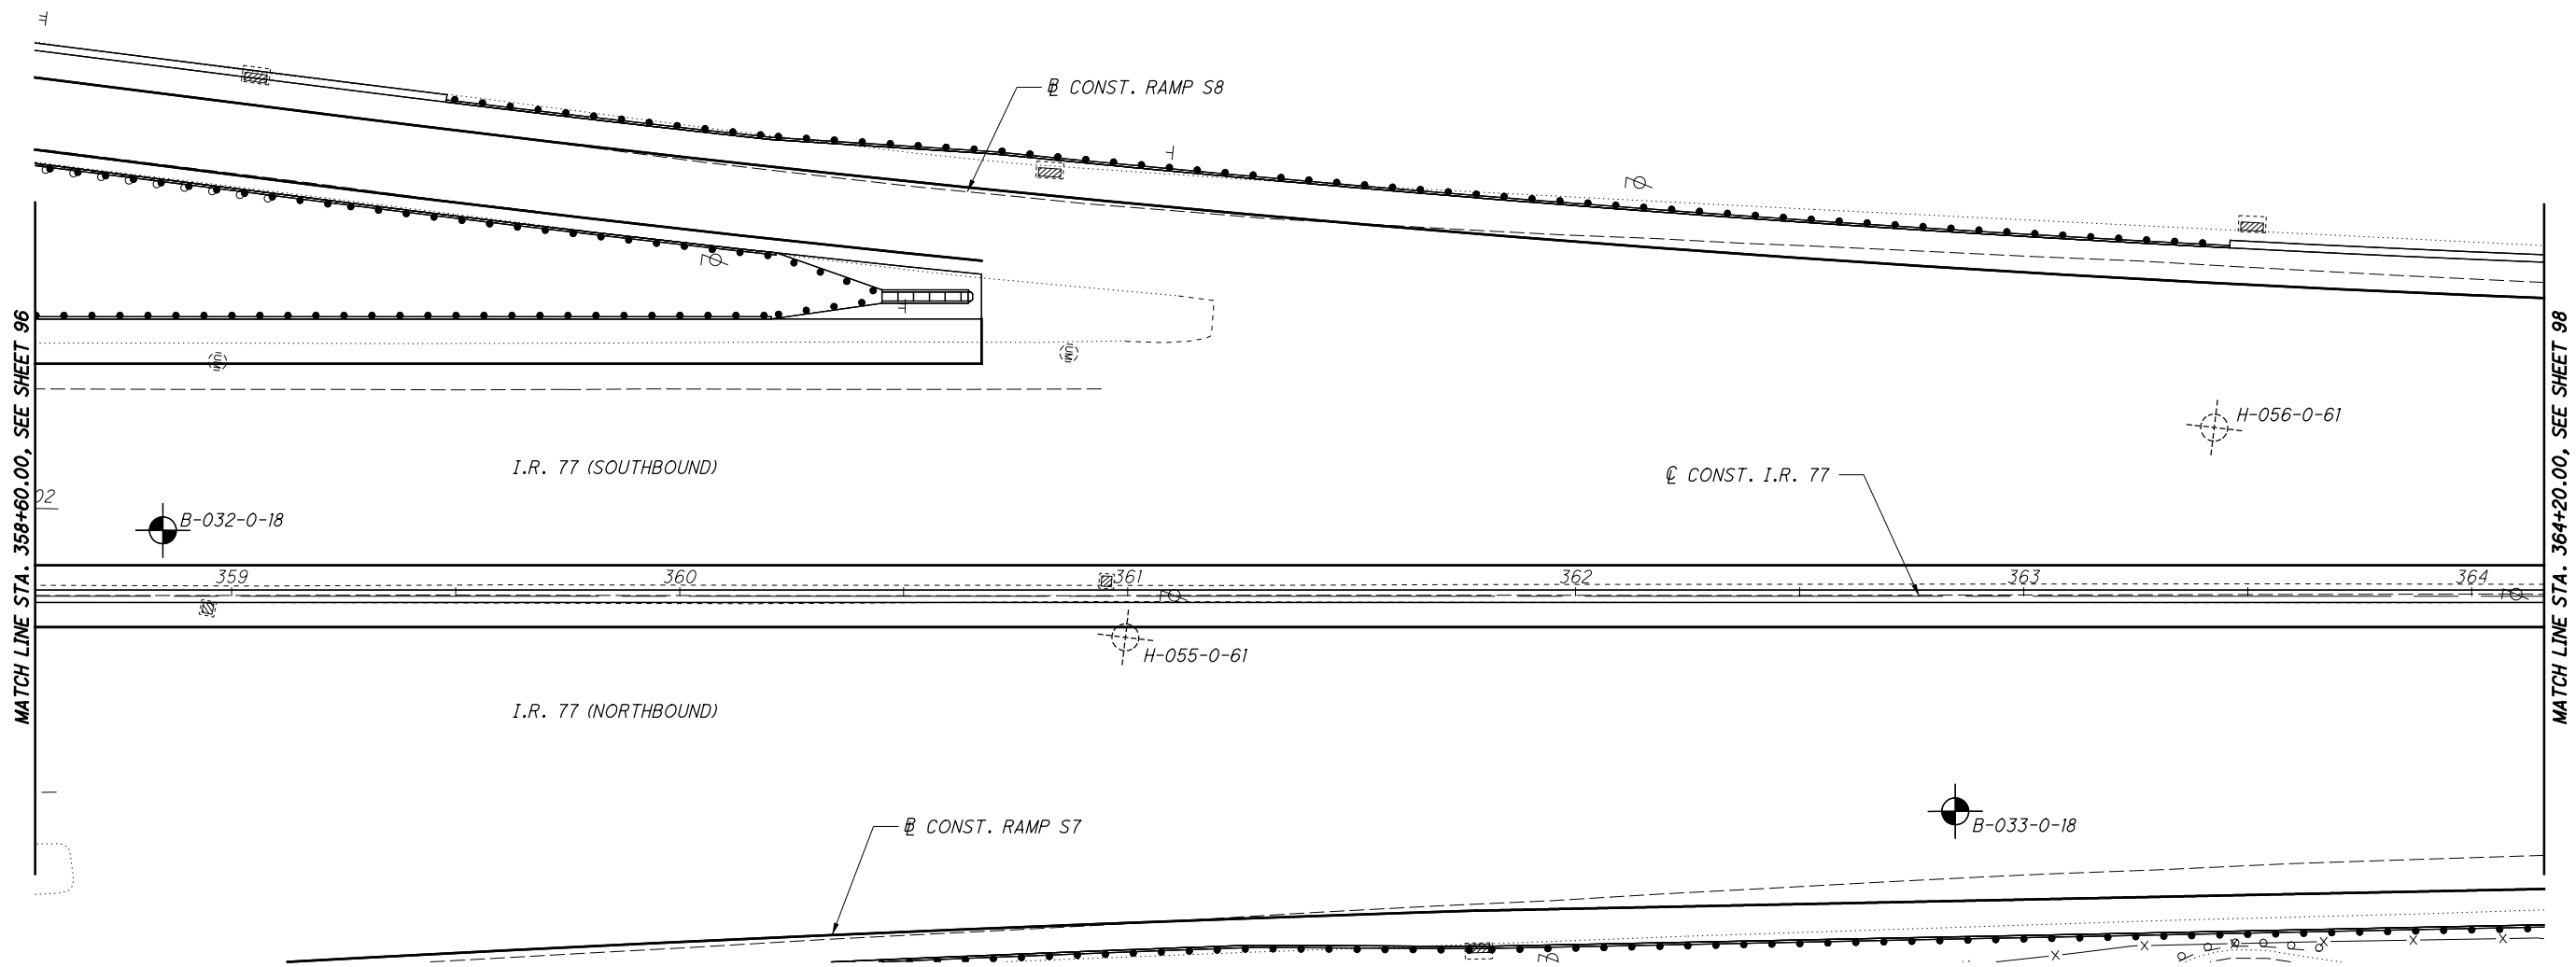 ℄ CONST. RAMP S8
MATCH LINE STA. 358+60.00, SEE SHEET 96
MATCH LINE STA. 364+20.00, SEE SHEET 98
H-056-0-61
I.R. 77 (SOUTHBOUND)
℄ CONST. I.R. 77
02
B-032-0-18
359 360 361 362 363 364
H-055-0-61
I.R. 77 (NORTHBOUND)
℄ CONST. RAMP S7
B-033-0-18